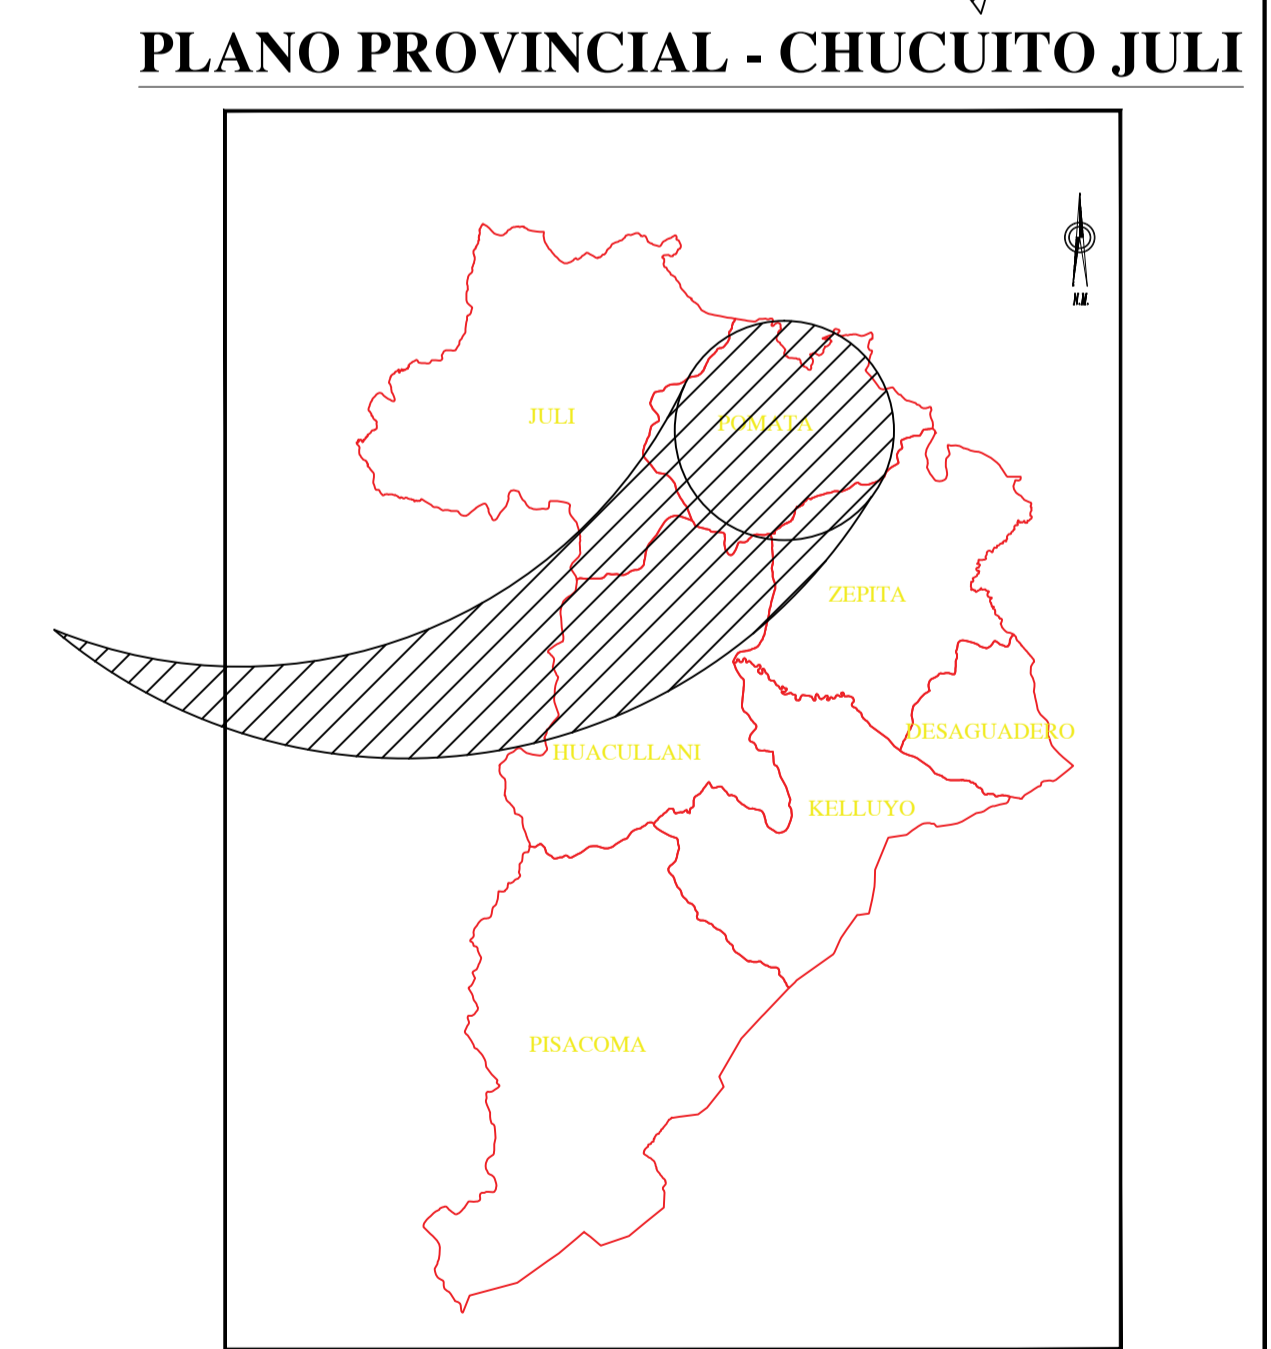 PLANO PROVINCIAL - CHUCUITO JULI
N.M.
JULI
POMATA
ZEPITA
DESAGUADERO
HUACULLANI
KELLUYO
PISACOMA